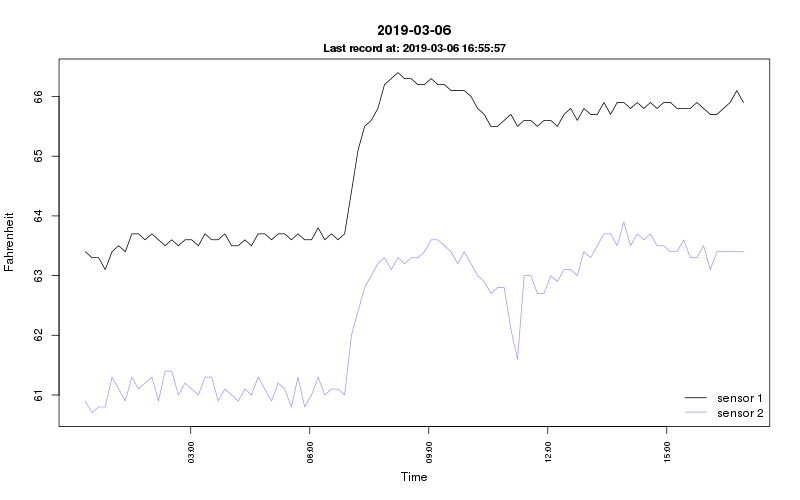 2019-03-06
Last record at: 2019-03-06 16:55:57
Fahrenheit
66
65
64
63
62
61
sensor 1
sensor 2
03:00 06:00 09:00 12:00 15:00
Time